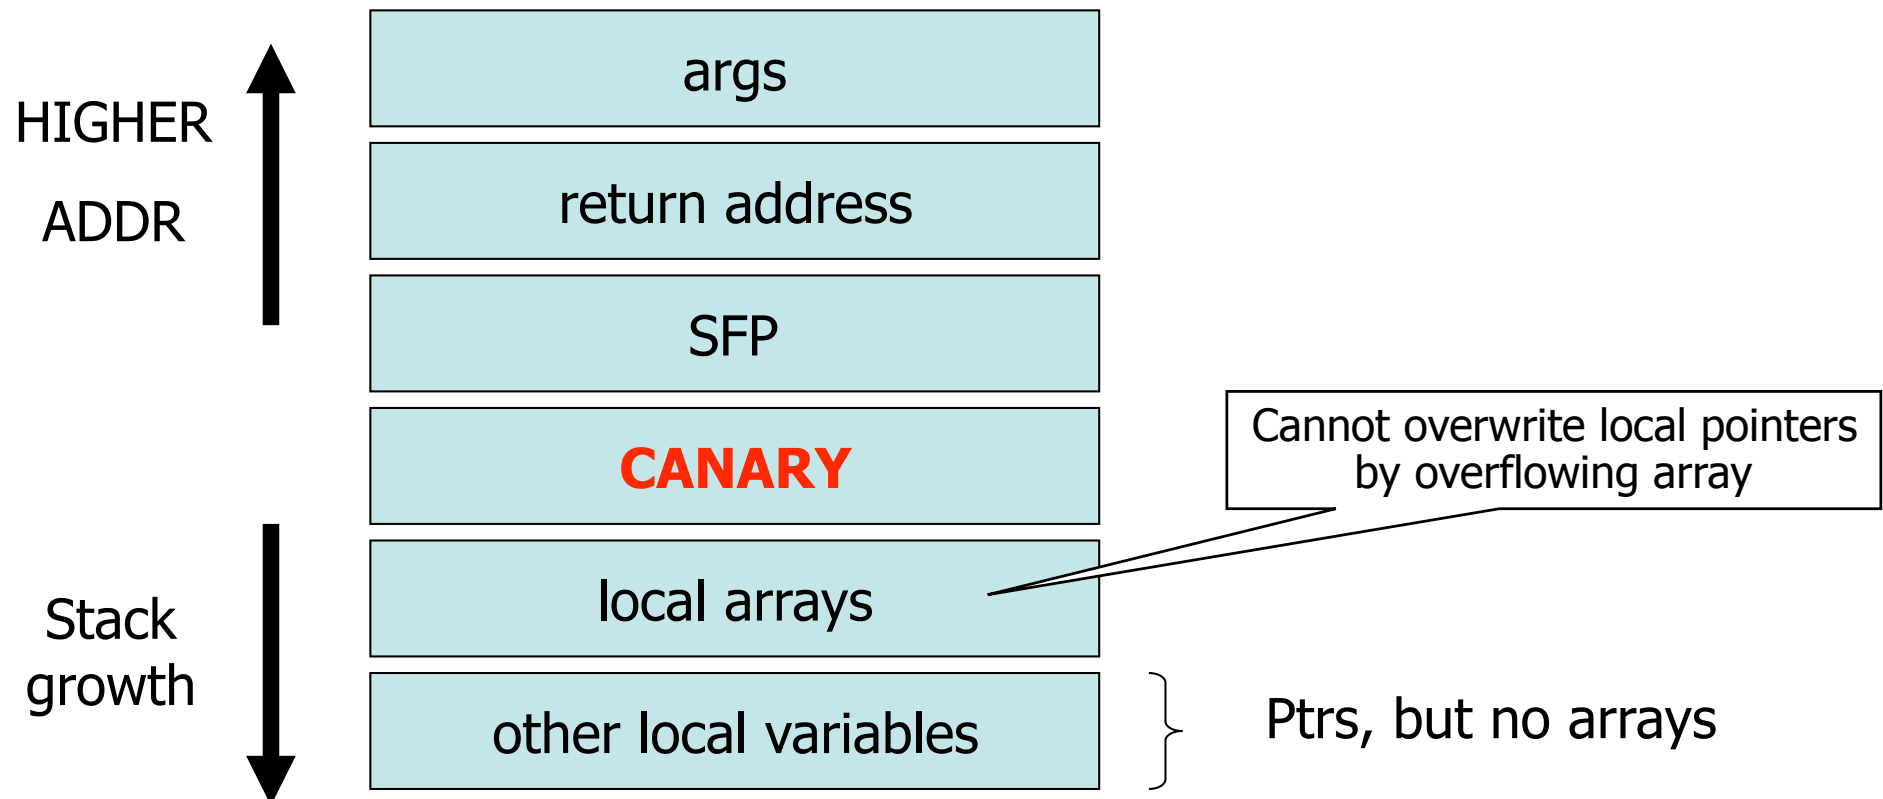 args
HIGHER
ADDR
return address
SFP
CANARY
Cannot overwrite local pointers
by overflowing array
local arrays
Stack
growth
other local variables
Ptrs, but no arrays